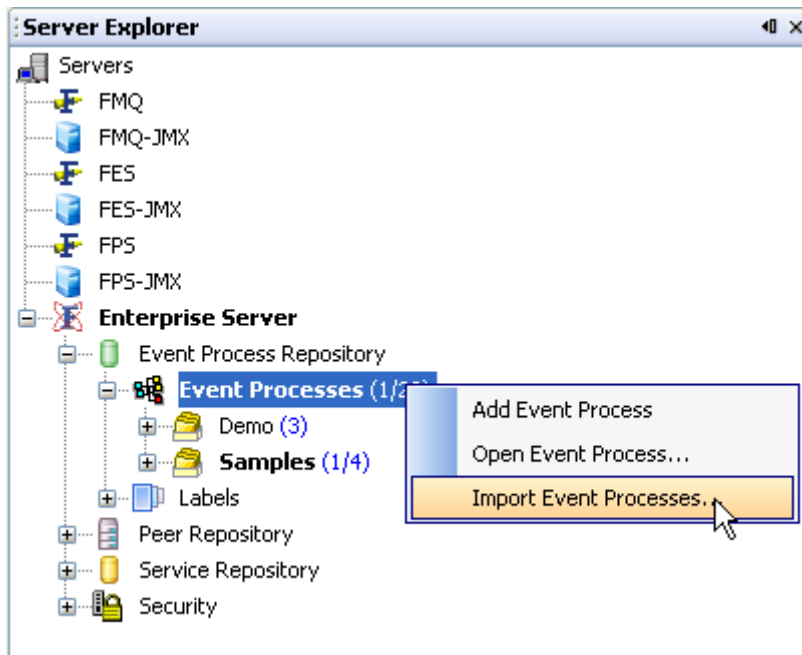 Server Explorer
Servers
FMQ
FMQ-JMX
FES
FES-JMX
FPS
FPS-JMX
Enterprise Server
Event Process Repository
Event Processes (1/2
Add Event Process
Demo (3)
Open Event Process...
Samples (1/4)
Import Event Processes...
Labels
Peer Repository
Service Repository
Security